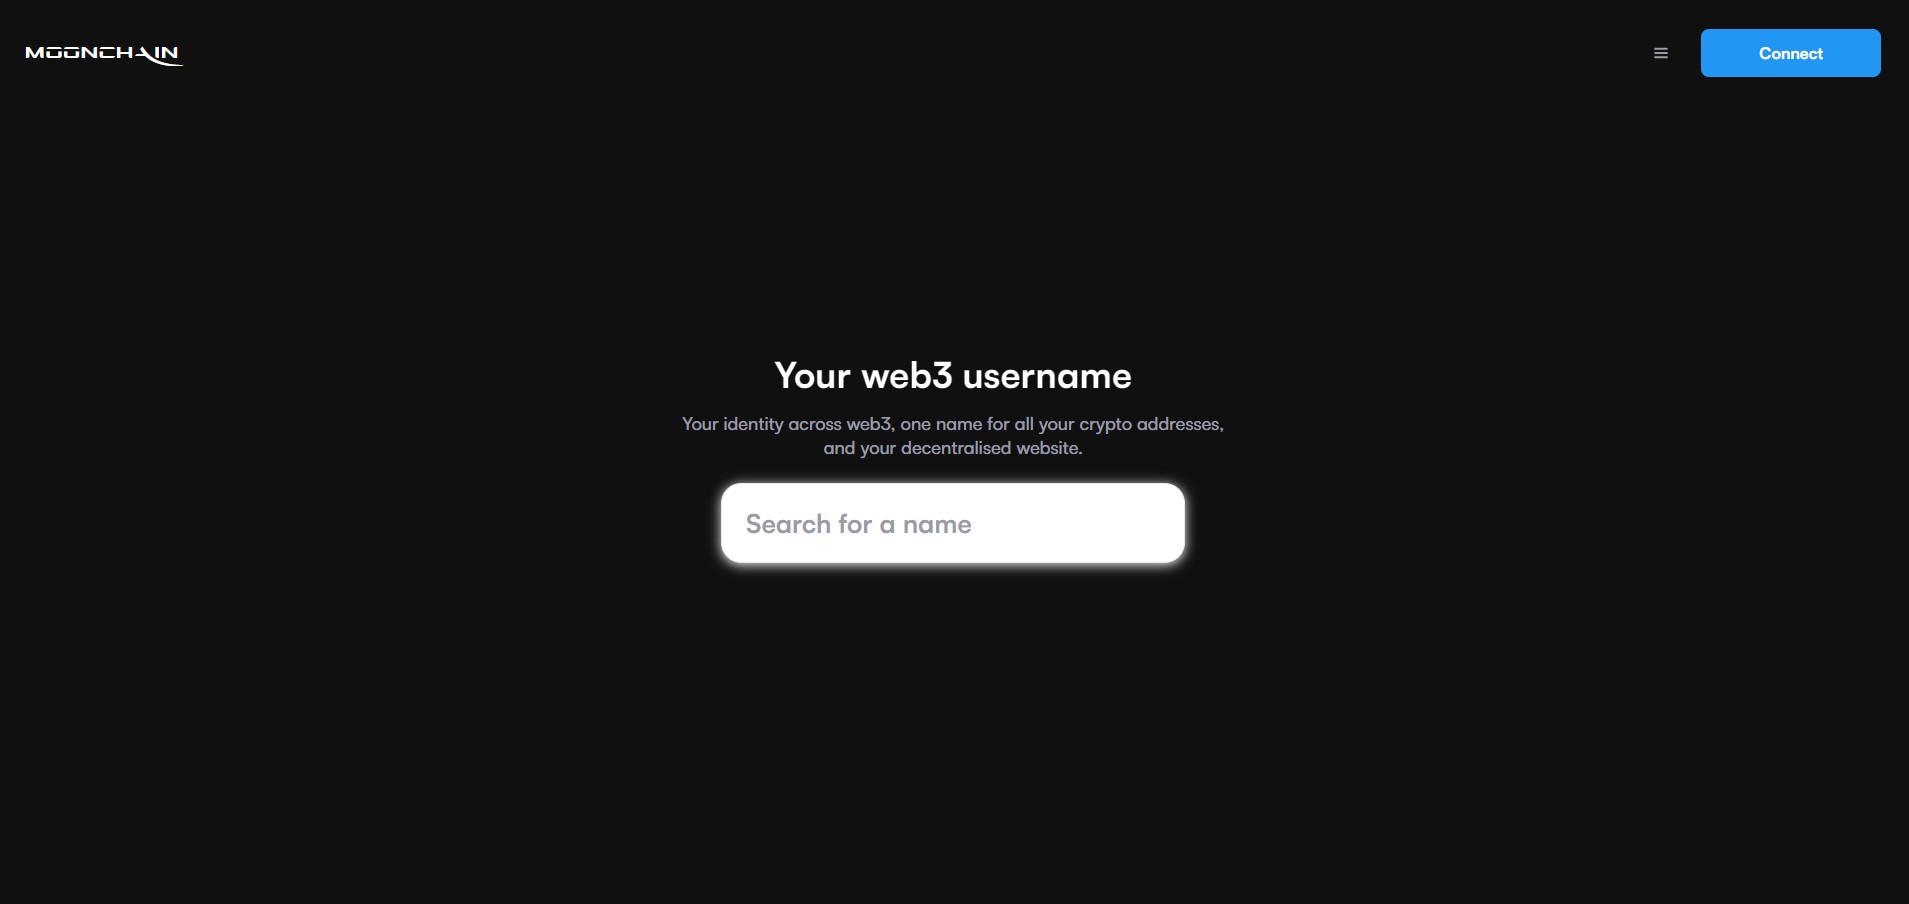 MOONCHAIN
Connect
Your web3 username
Your identity across web3, one name for all your crypto addresses,
and your decentralised website.
Search for a name